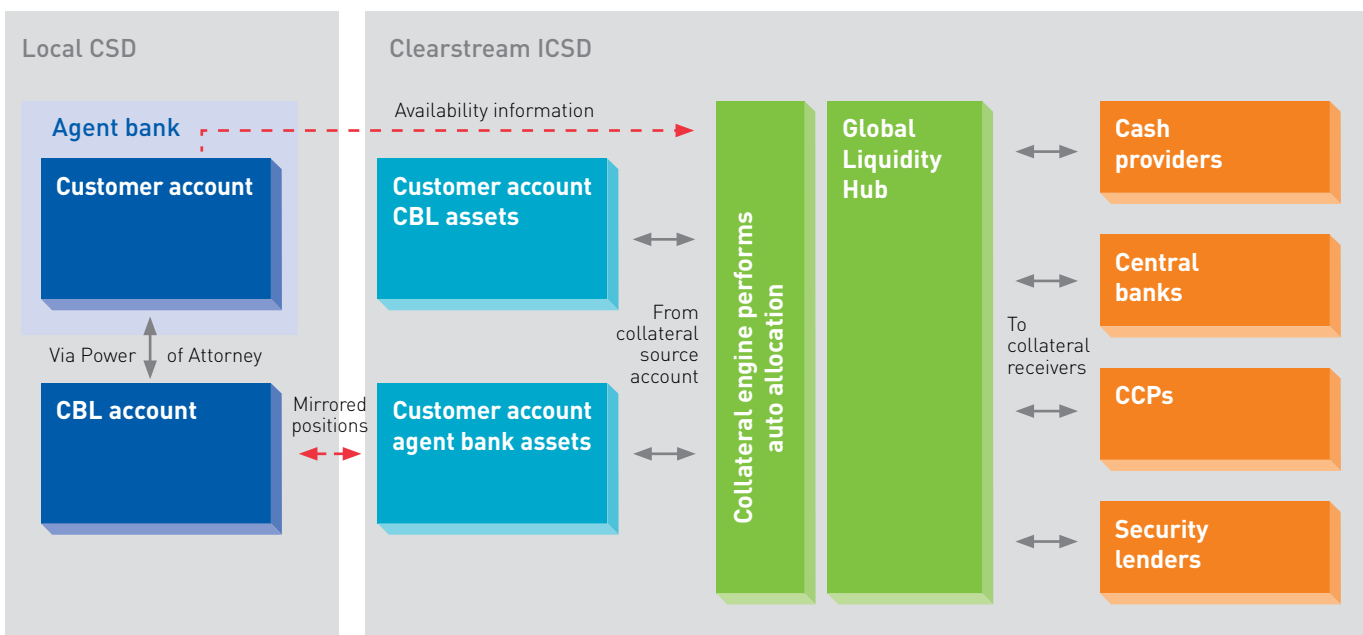 Local CSD
Agent bank
Customer account
Via Power of Attorney
CBL account
Mirrored
positions
Clearstream ICSD
Availability information
Customer account
CBL assets
Customer account
agent bank assets
From
collateral
source
account
Collateral engine performs
auto allocation
Global
Liquidity
Hub
To
collateral
receivers
Cash
providers
Central
banks
CCPs
Security
lenders